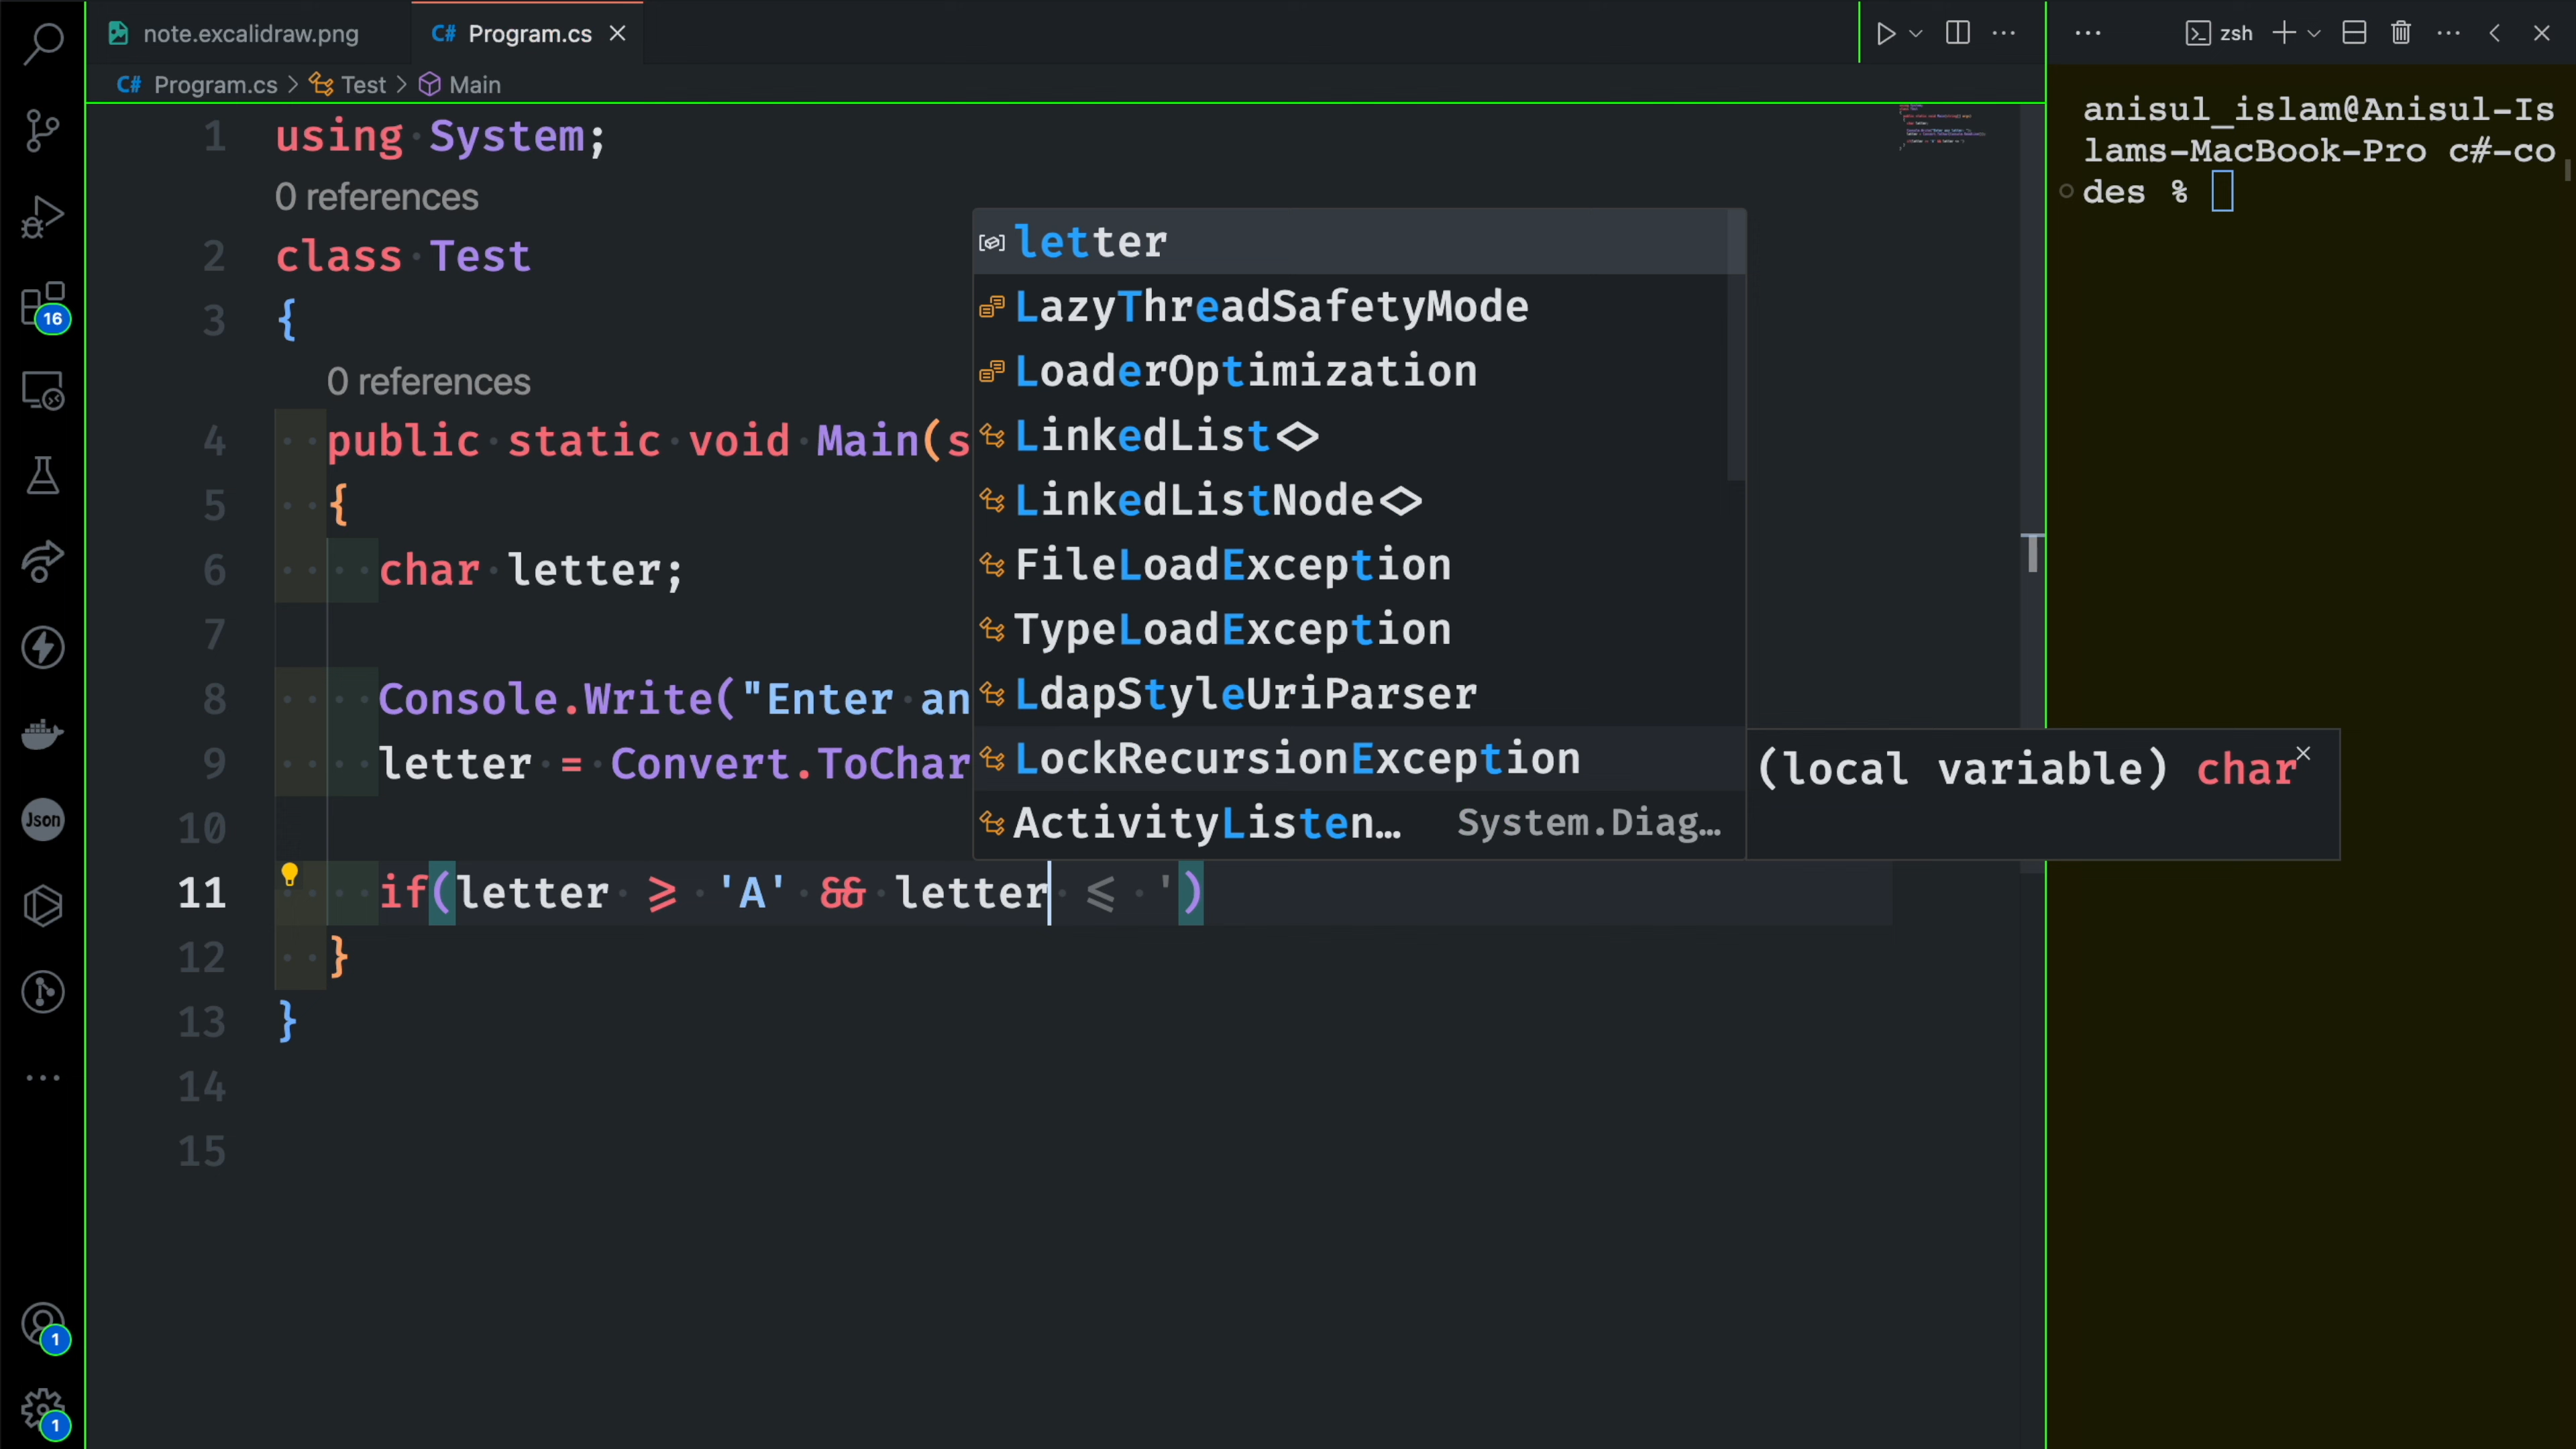 note.excalidraw.png
C# Program.cs
zsh
C# Program.cs > Test > Main
1 using System;
0 references
2 class Test
3 {
0 references
4 public static void Main(s
5 {
6 char letter;
7
8 Console.Write("Enter an
9 letter = Convert.ToChar
10
11 if(letter >= 'A' && letter <= ')
12 }
13 }
14
15
letter
LazyThreadSafetyMode
LoaderOptimization
LinkedList<>
LinkedListNode<>
FileLoadException
TypeLoadException
LdapStyleUriParser
LockRecursionException
ActivityListen… System.Diag…
(local variable) char
anisul_islam@Anisul-Is
lams-MacBook-Pro c#-co
des %
16
Json
1
1